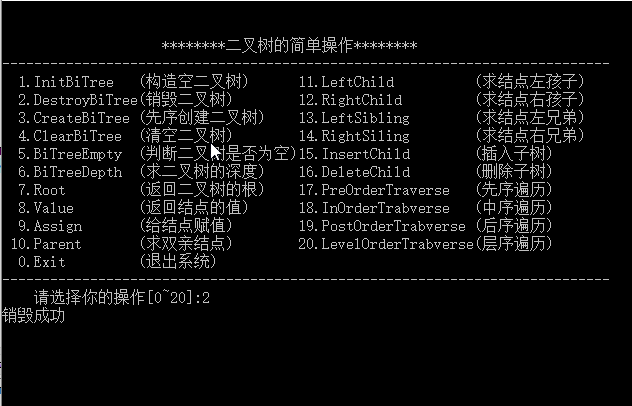 ********二叉树的简单操作********
------------------------------------------------------------------------------
1.InitBiTree (构造空二叉树) 11.LeftChild (求结点左孩子)
2.DestroyBiTree(销毁二叉树) 12.RightChild (求结点右孩子)
3.CreateBiTree (先序创建二叉树) 13.LeftSibling (求结点左兄弟)
4.ClearBiTree (清空二叉树) 14.RightSiling (求结点右兄弟)
5.BiTreeEmpty (判断二叉树是否为空)15.InsertChild (插入子树)
6.BiTreeDepth (求二叉树的深度) 16.DeleteChild (删除子树)
7.Root (返回二叉树的根) 17.PreOrderTraverse (先序遍历)
8.Value (返回结点的值) 18.InOrderTrabverse (中序遍历)
9.Assign (给结点赋值) 19.PostOrderTraverse (后序遍历)
10.Parent (求双亲结点) 20.LevelOrderTrabverse(层序遍历)
0.Exit (退出系统)
------------------------------------------------------------------------------
请选择你的操作[0~20]:2
销毁成功